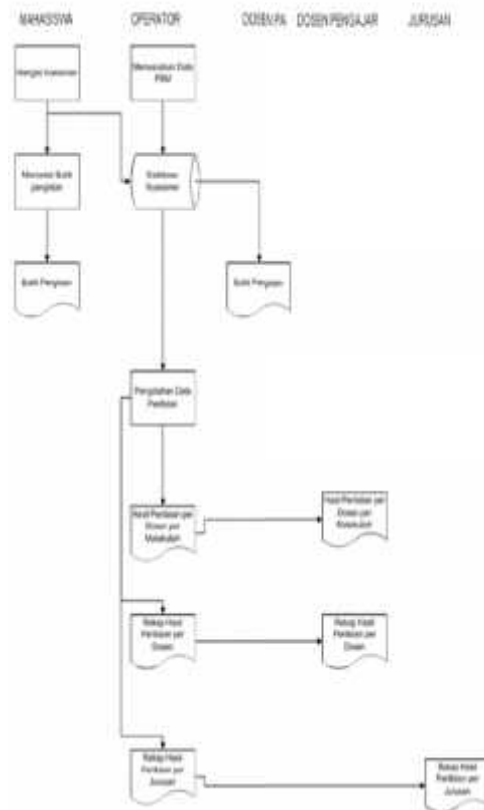 MAHASISWA OPERATOR DOSEN PA DOSEN PENGAJAR JURUSAN
Mengisi Kuesioner
Memasukan Data
PBM
Mencetak Bukti
pengisian
Database
Kuesioner
Bukti Pengisian
Bukti Pengisian
Pengolahan Data
Penilaian
Hasil Penilaian per
Dosen per
Matakuliah
Hasil Penilaian per
Dosen per
Matakuliah
Rekap Hasil
Penilaian per
Dosen
Rekap Hasil
Penilaian per
Dosen
Rekap Hasil
Penilaian per
Jurusan
Rekap Hasil
Penilaian per
Jurusan